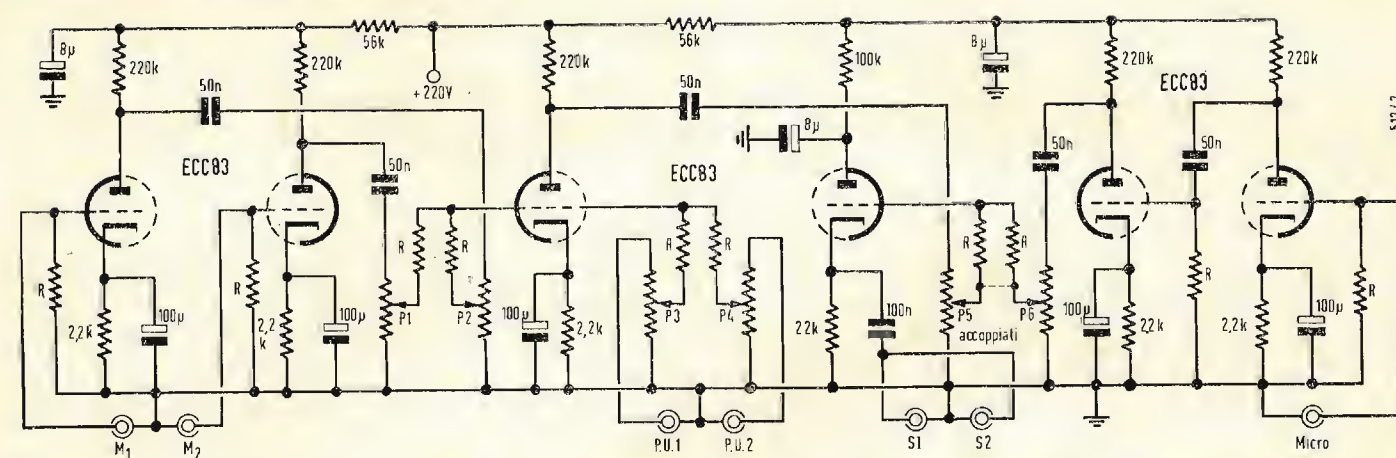 56k
56k
8µ
220k
220k
220k
100k
8µ
220k
220k
50n
+220V
50n
ECC83
8µ
50n
50n
ECC83
50n
ECC83
R
R
R
R
R
R
R
R
R
R
R
2,2k
100µ
2,2
k
100µ
P1
P2
100µ
2,2k
P3
P4
22k
100n
P5
P6
accoppiati
100µ
2,2k
2,2k
100µ
M1
M2
P.U.1
P.U.2
S1
S2
Micro